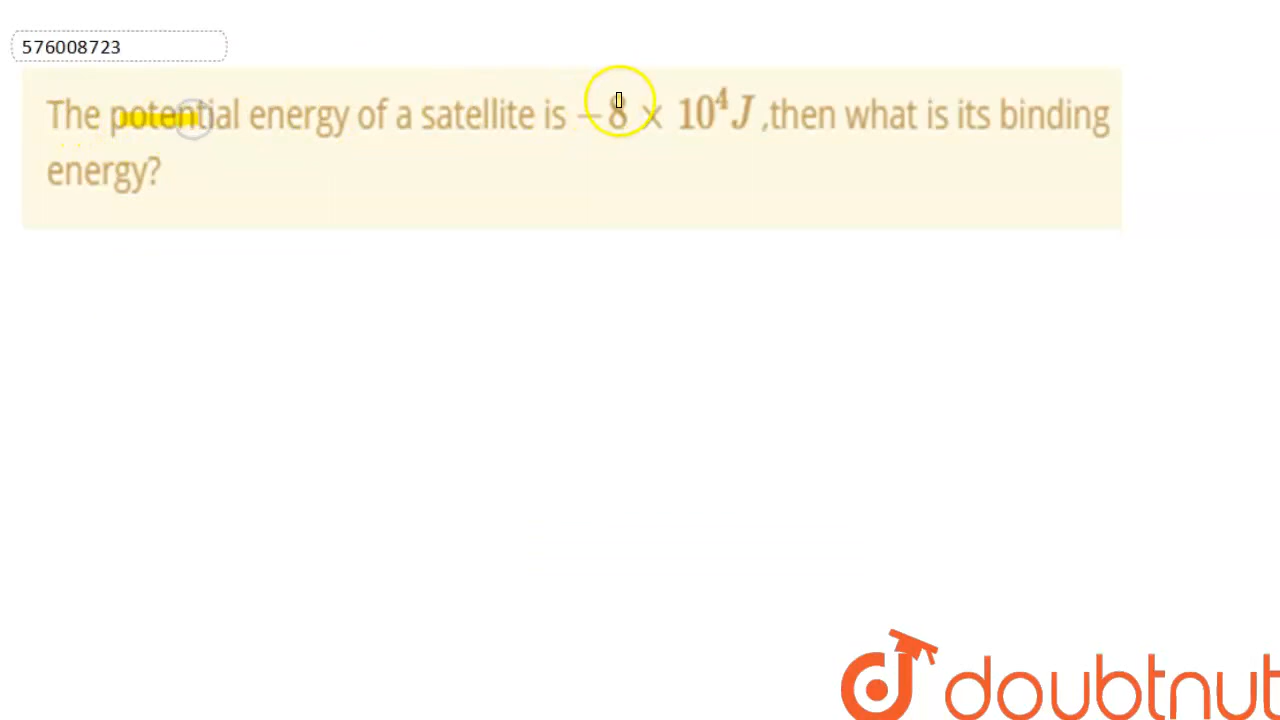 576008723
The potential energy of a satellite is −8 × 10⁴ J ,then what is its binding
energy?
doubtnut